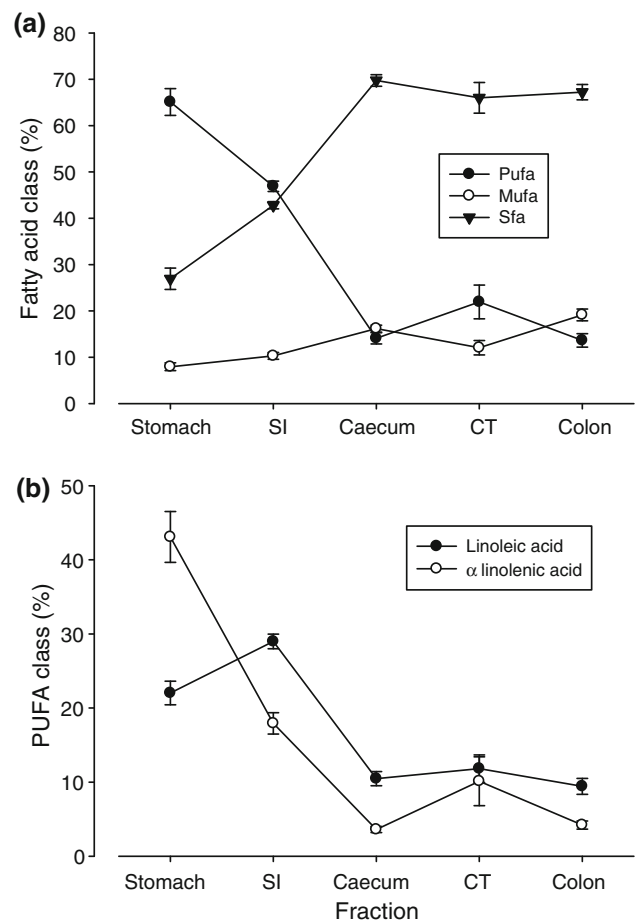 (a)
80
70
60
50
40
30
20
10
0
Fatty acid class (%)
Pufa
Mufa
Sfa
Stomach SI Caecum CT Colon
(b)
50
40
30
20
10
0
PUFA class (%)
Linoleic acid
α linolenic acid
Stomach SI Caecum CT Colon
Fraction